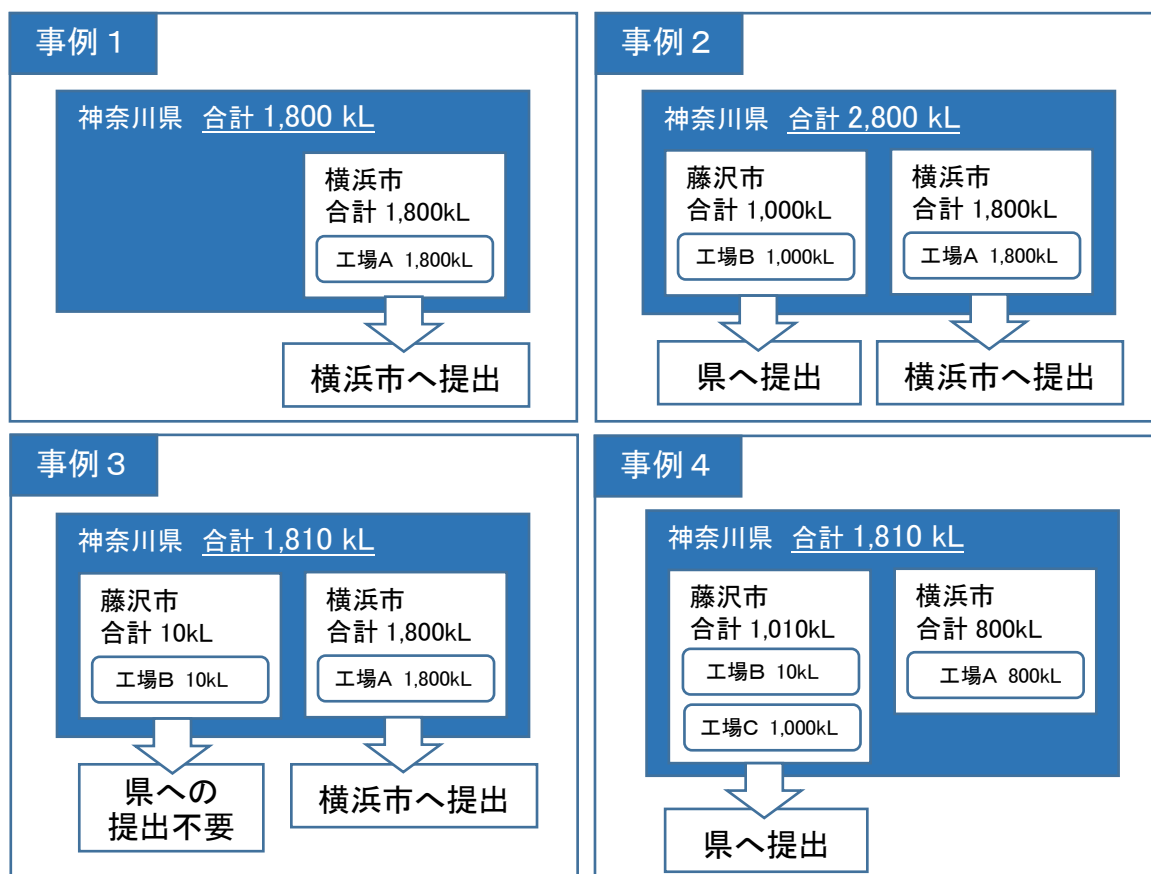 事例１
神奈川県 合計 1,800 kL
横浜市
合計 1,800kL
工場A 1,800kL
横浜市へ提出
事例２
神奈川県 合計 2,800 kL
藤沢市
合計 1,000kL
工場B 1,000kL
横浜市
合計 1,800kL
工場A 1,800kL
県へ提出
横浜市へ提出
事例３
神奈川県 合計 1,810 kL
藤沢市
合計 10kL
工場B 10kL
横浜市
合計 1,800kL
工場A 1,800kL
県への
提出不要
横浜市へ提出
事例４
神奈川県 合計 1,810 kL
藤沢市
合計 1,010kL
工場B 10kL
工場C 1,000kL
横浜市
合計 800kL
工場A 800kL
県へ提出